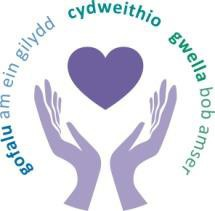 gofalu am ein gilydd
cydweithio
gwella bob amser